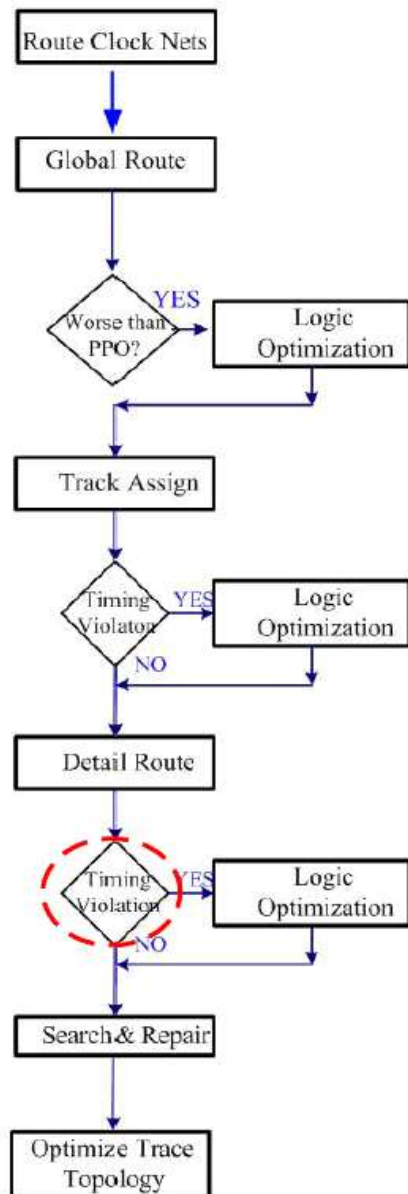 Route Clock Nets
Global Route
YES
Worse than
PPO?
Logic
Optimization
Track Assign
Timing
Violaton
YES
Logic
Optimization
NO
Detail Route
Timing
Violation
YES
Logic
Optimization
NO
Search & Repair
Optimize Trace
Topology